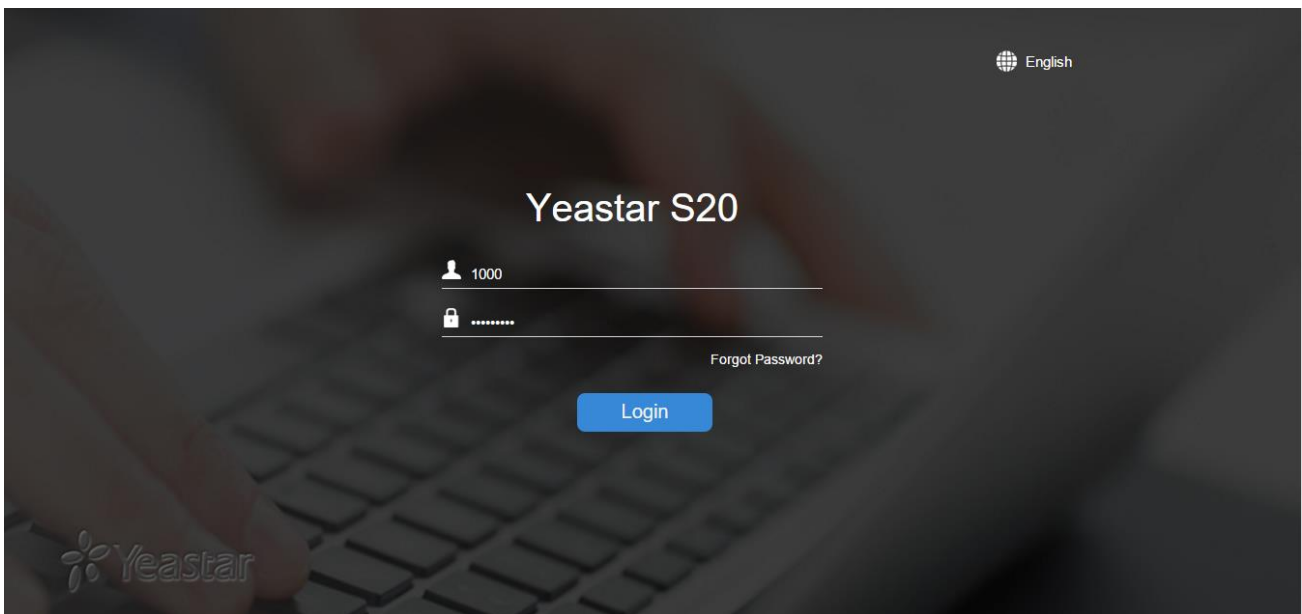 English
Yeastar S20
1000
•••••••••
Forgot Password?
Login
Yeastar